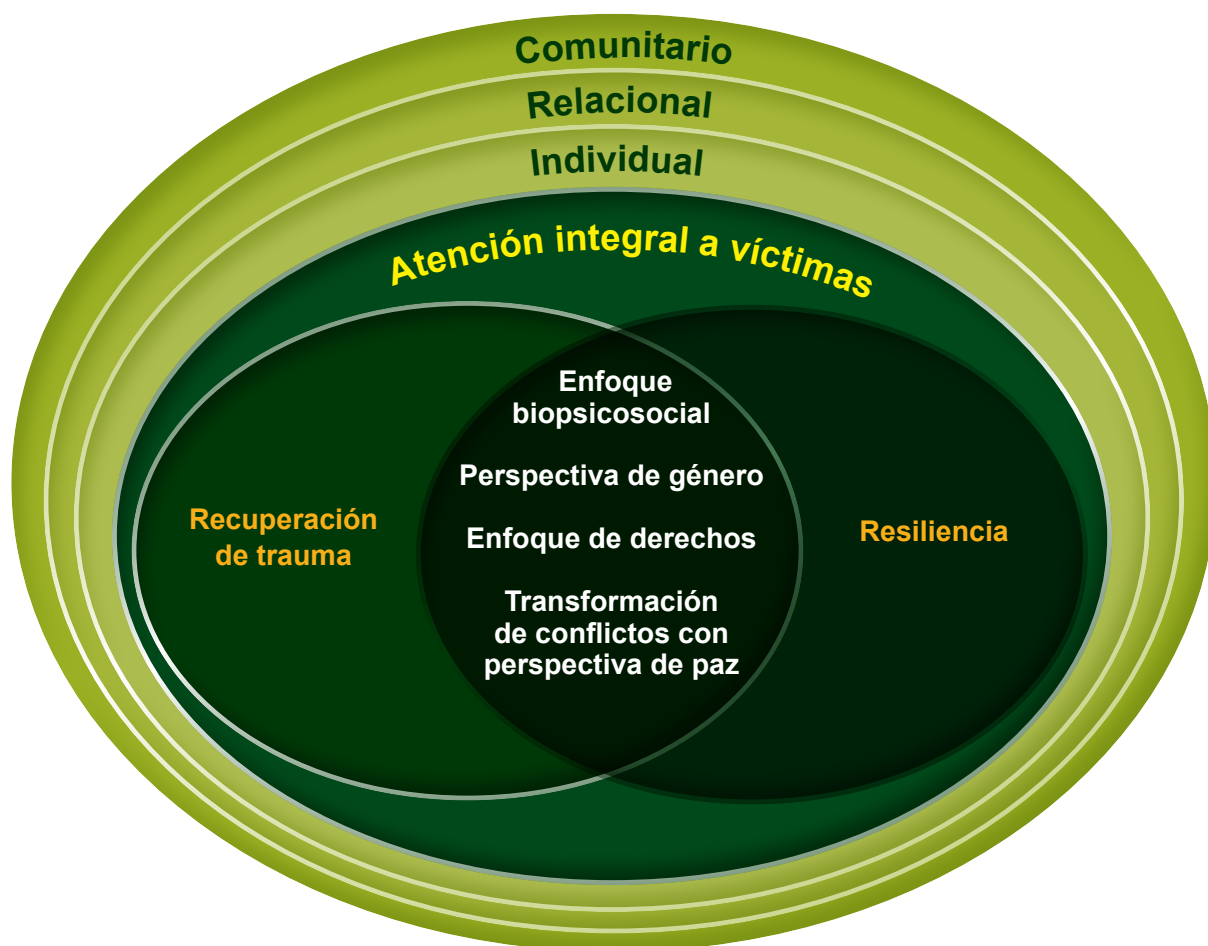 Comunitario
Relacional
Individual
Atención integral a víctimas
Enfoque
biopsicosocial
Perspectiva de género
Enfoque de derechos
Transformación
de conflictos con
perspectiva de paz
Recuperación
de trauma
Resiliencia